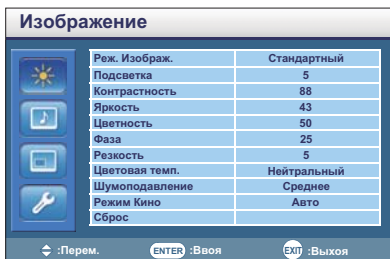 Изображение
Реж. Изображ. Стандартный
Подсветка 5
Контрастность 88
Яркость 43
Цветность 50
Фаза 25
Резкость 5
Цветовая темп. Нейтральный
Шумоподавление Среднее
Режим Кино Авто
Сброс
:Перем. ENTER :Ввоя EXIT :Выхоя